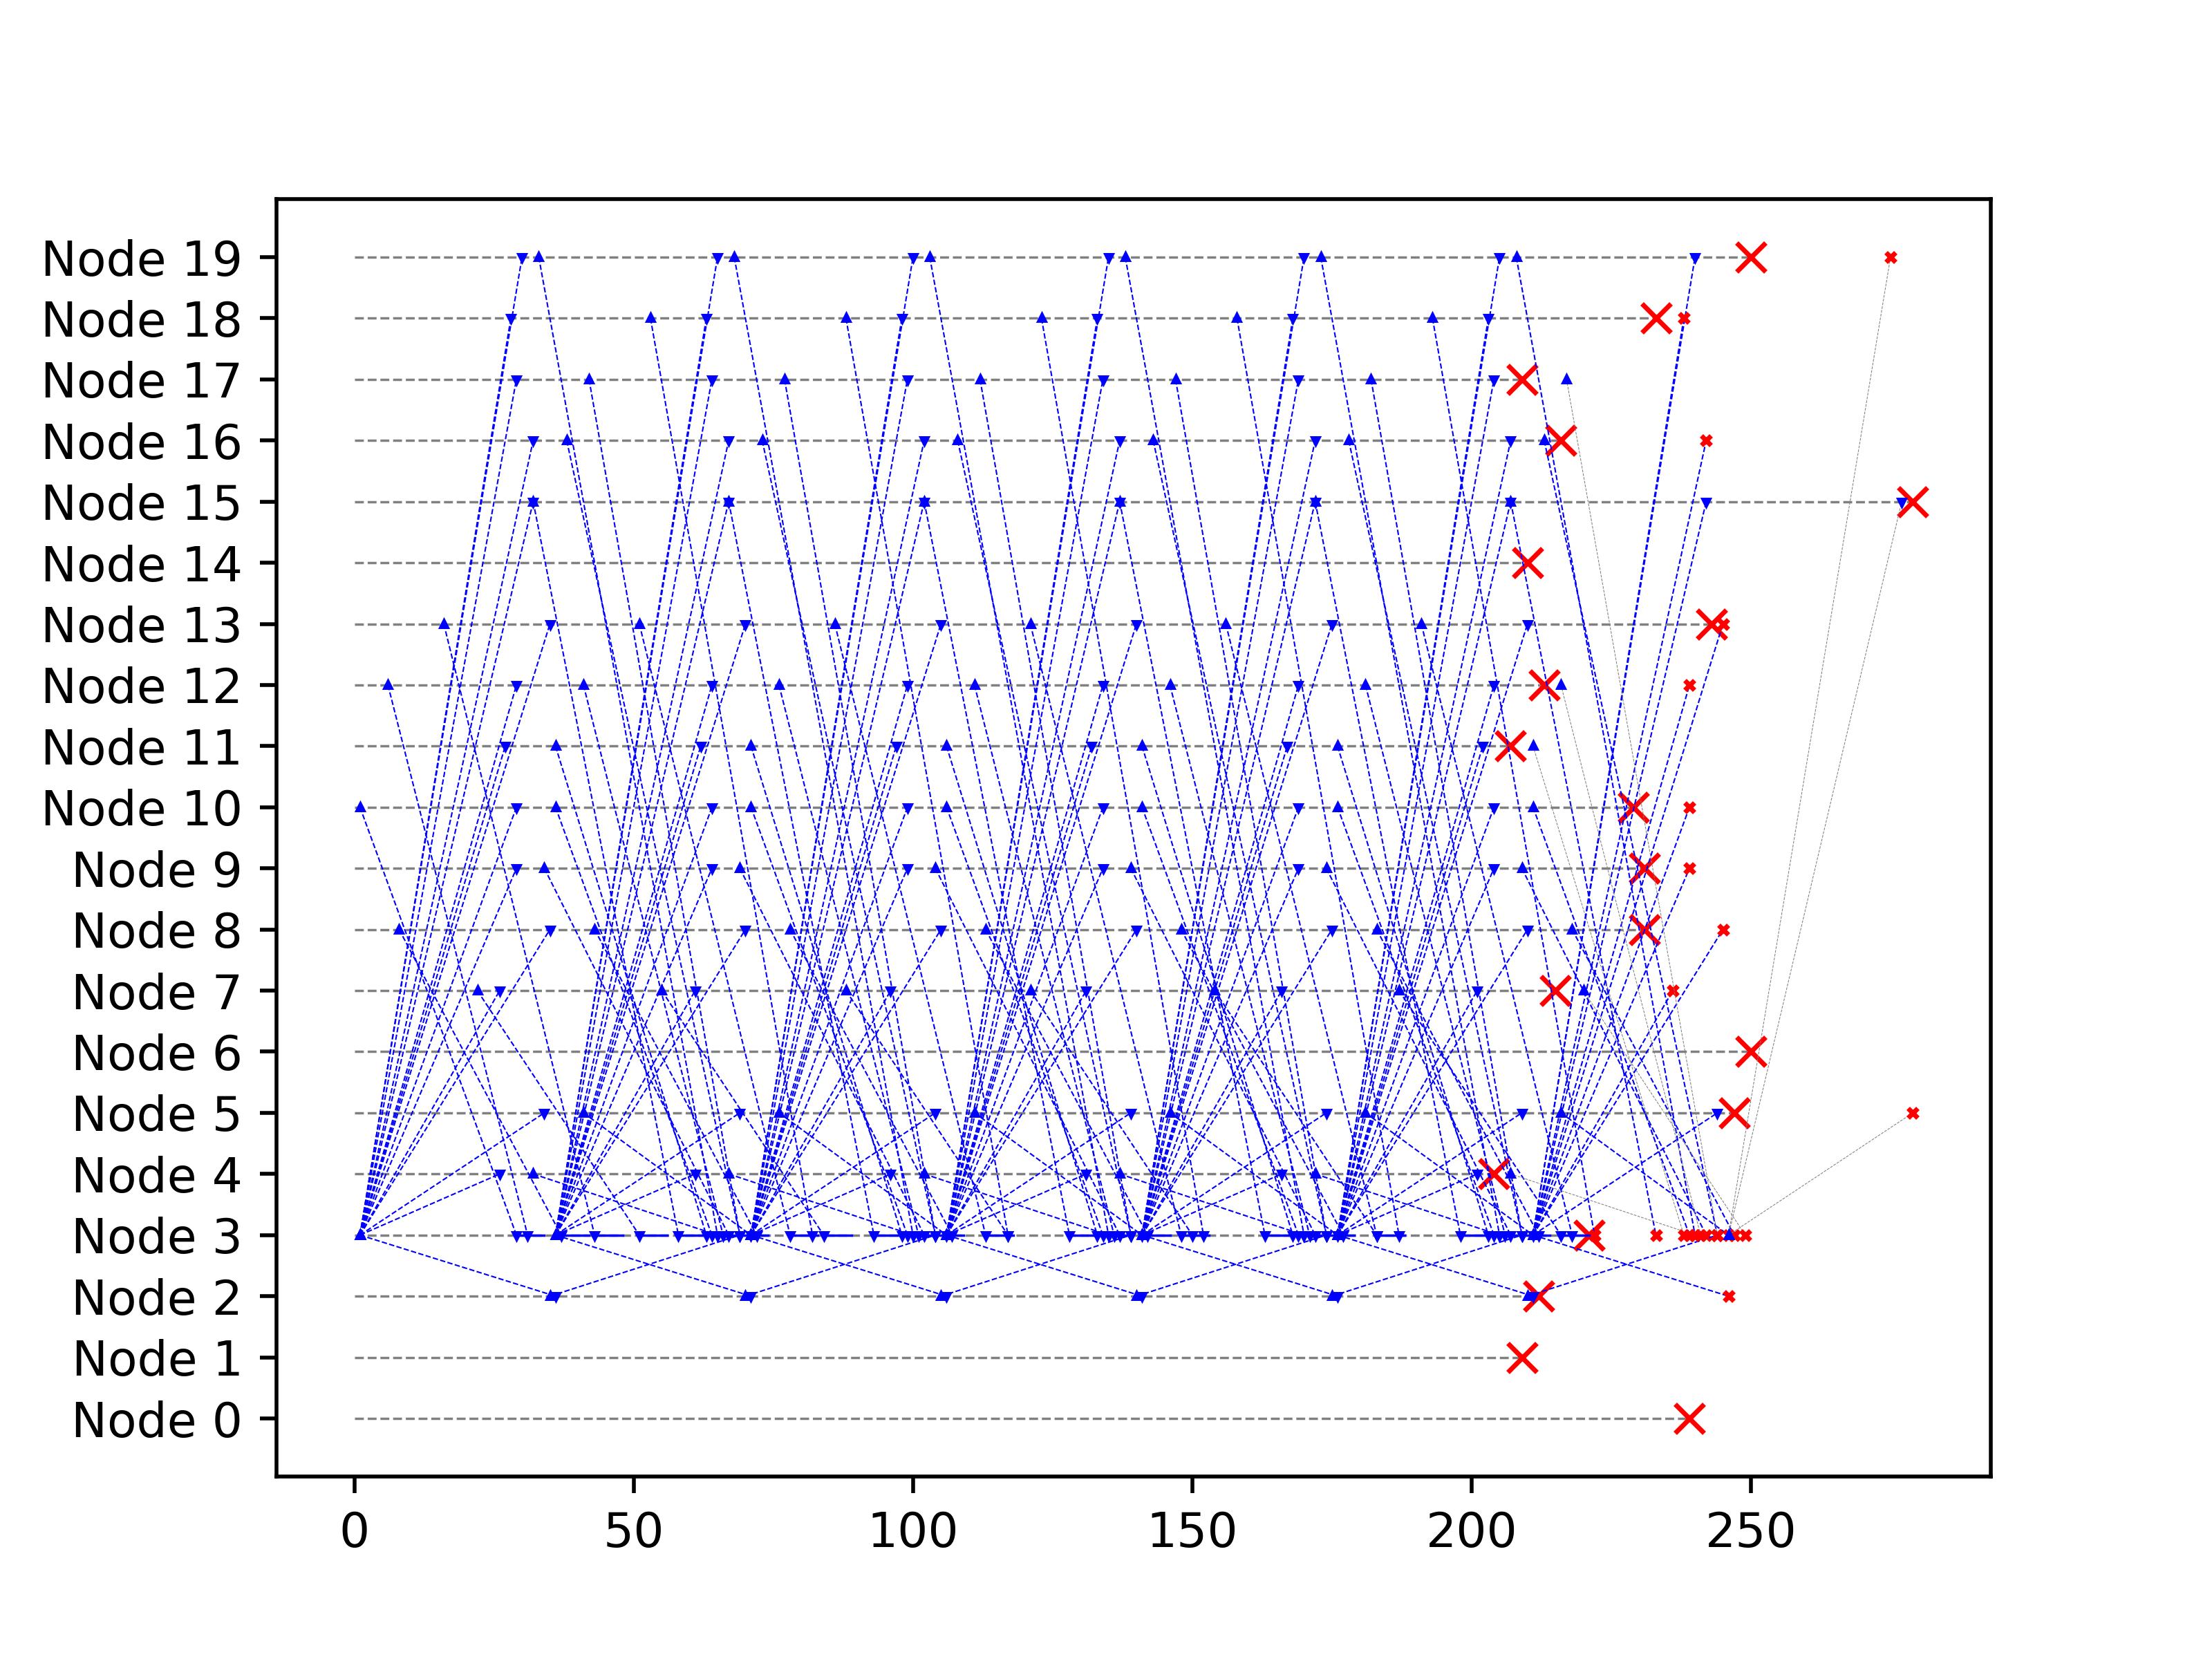 Node 19
Node 18
Node 17
Node 16
Node 15
Node 14
Node 13
Node 12
Node 11
Node 10
Node 9
Node 8
Node 7
Node 6
Node 5
Node 4
Node 3
Node 2
Node 1
Node 0
0 50 100 150 200 250